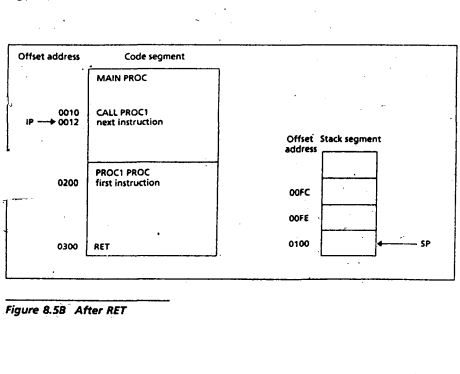 Offset address Code segment
MAIN PROC
0010 CALL PROC1
IP 0012 next instruction
Offset Stack segment
address
PROC1 PROC
0200 first instruction
00FC
00FE
0300 RET
0100 SP
Figure 8.5B After RET